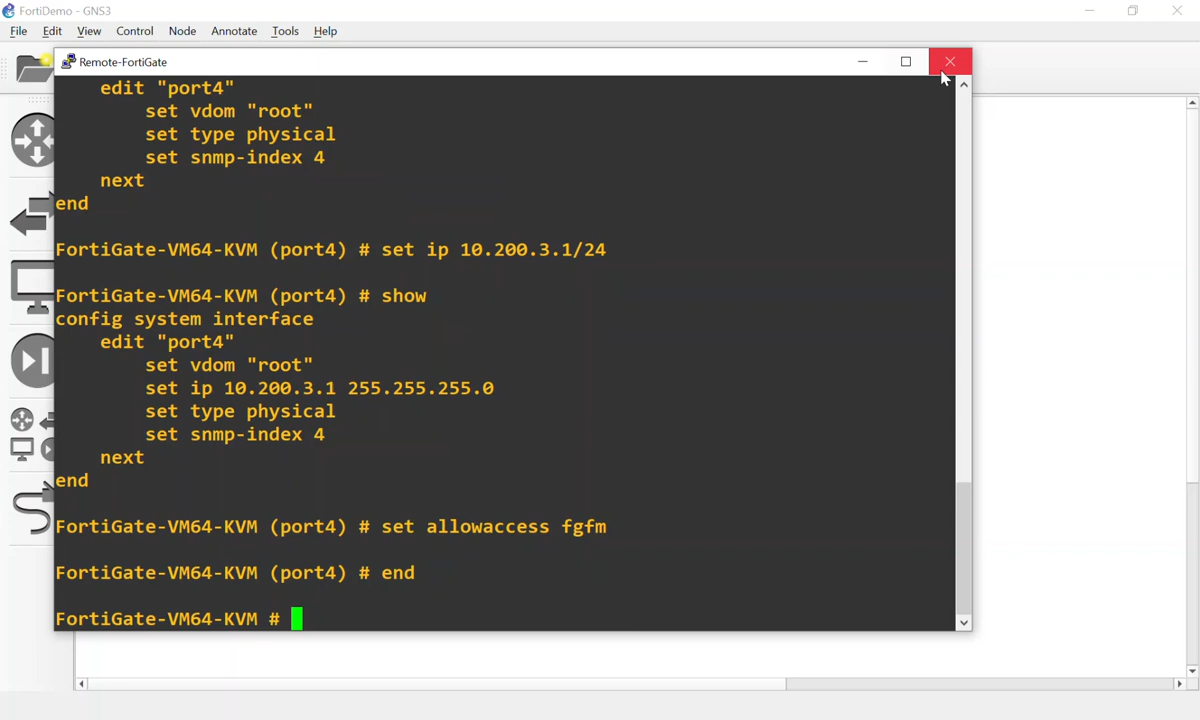 FortiDemo - GNS3
File Edit View Control Node Annotate Tools Help
Remote-FortiGate
edit "port4"
set vdom "root"
set type physical
set snmp-index 4
next
end
FortiGate-VM64-KVM (port4) # set ip 10.200.3.1/24
FortiGate-VM64-KVM (port4) # show
config system interface
edit "port4"
set vdom "root"
set ip 10.200.3.1 255.255.255.0
set type physical
set snmp-index 4
next
end
FortiGate-VM64-KVM (port4) # set allowaccess fgfm
FortiGate-VM64-KVM (port4) # end
FortiGate-VM64-KVM #